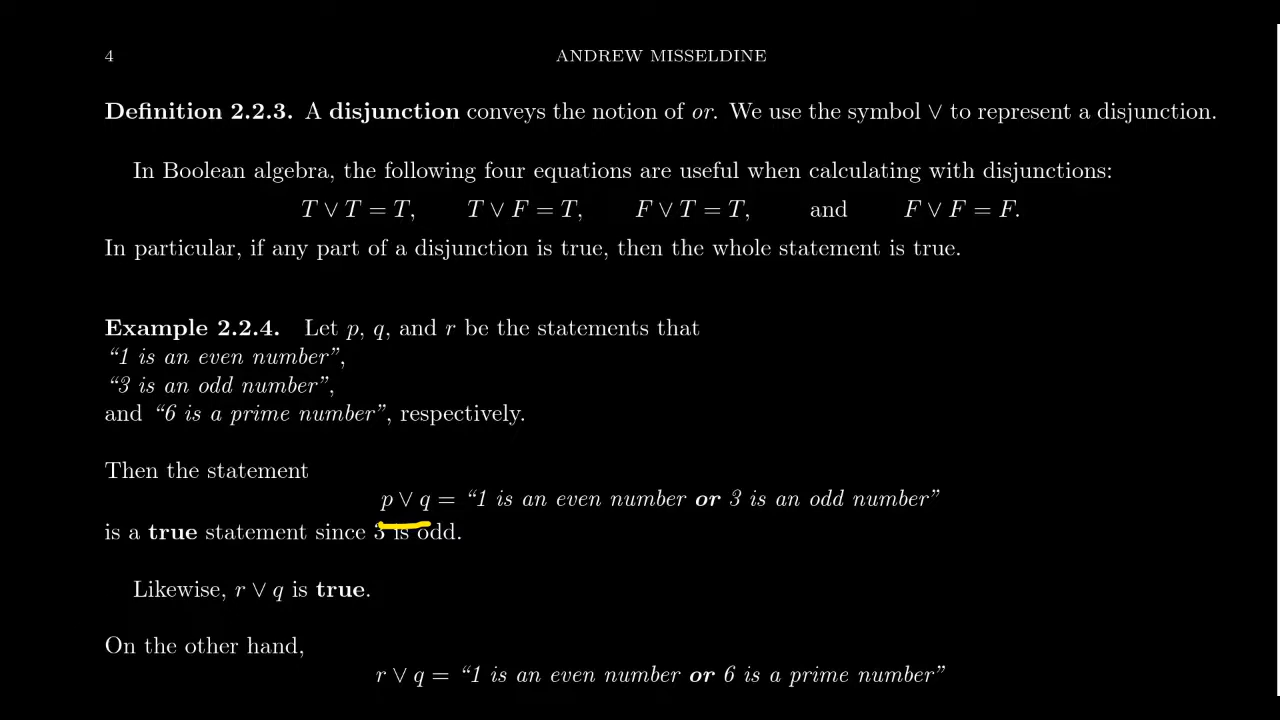 4 ANDREW MISSELDINE
Definition 2.2.3. A disjunction conveys the notion of or. We use the symbol ∨ to represent a disjunction.
In Boolean algebra, the following four equations are useful when calculating with disjunctions:
T ∨ T = T, T ∨ F = T, F ∨ T = T, and F ∨ F = F.
In particular, if any part of a disjunction is true, then the whole statement is true.
Example 2.2.4. Let p, q, and r be the statements that
“1 is an even number”,
“3 is an odd number”,
and “6 is a prime number”, respectively.
Then the statement
p ∨ q = “1 is an even number or 3 is an odd number”
is a true statement since 3 is odd.
Likewise, r ∨ q is true.
On the other hand,
r ∨ q = “1 is an even number or 6 is a prime number”